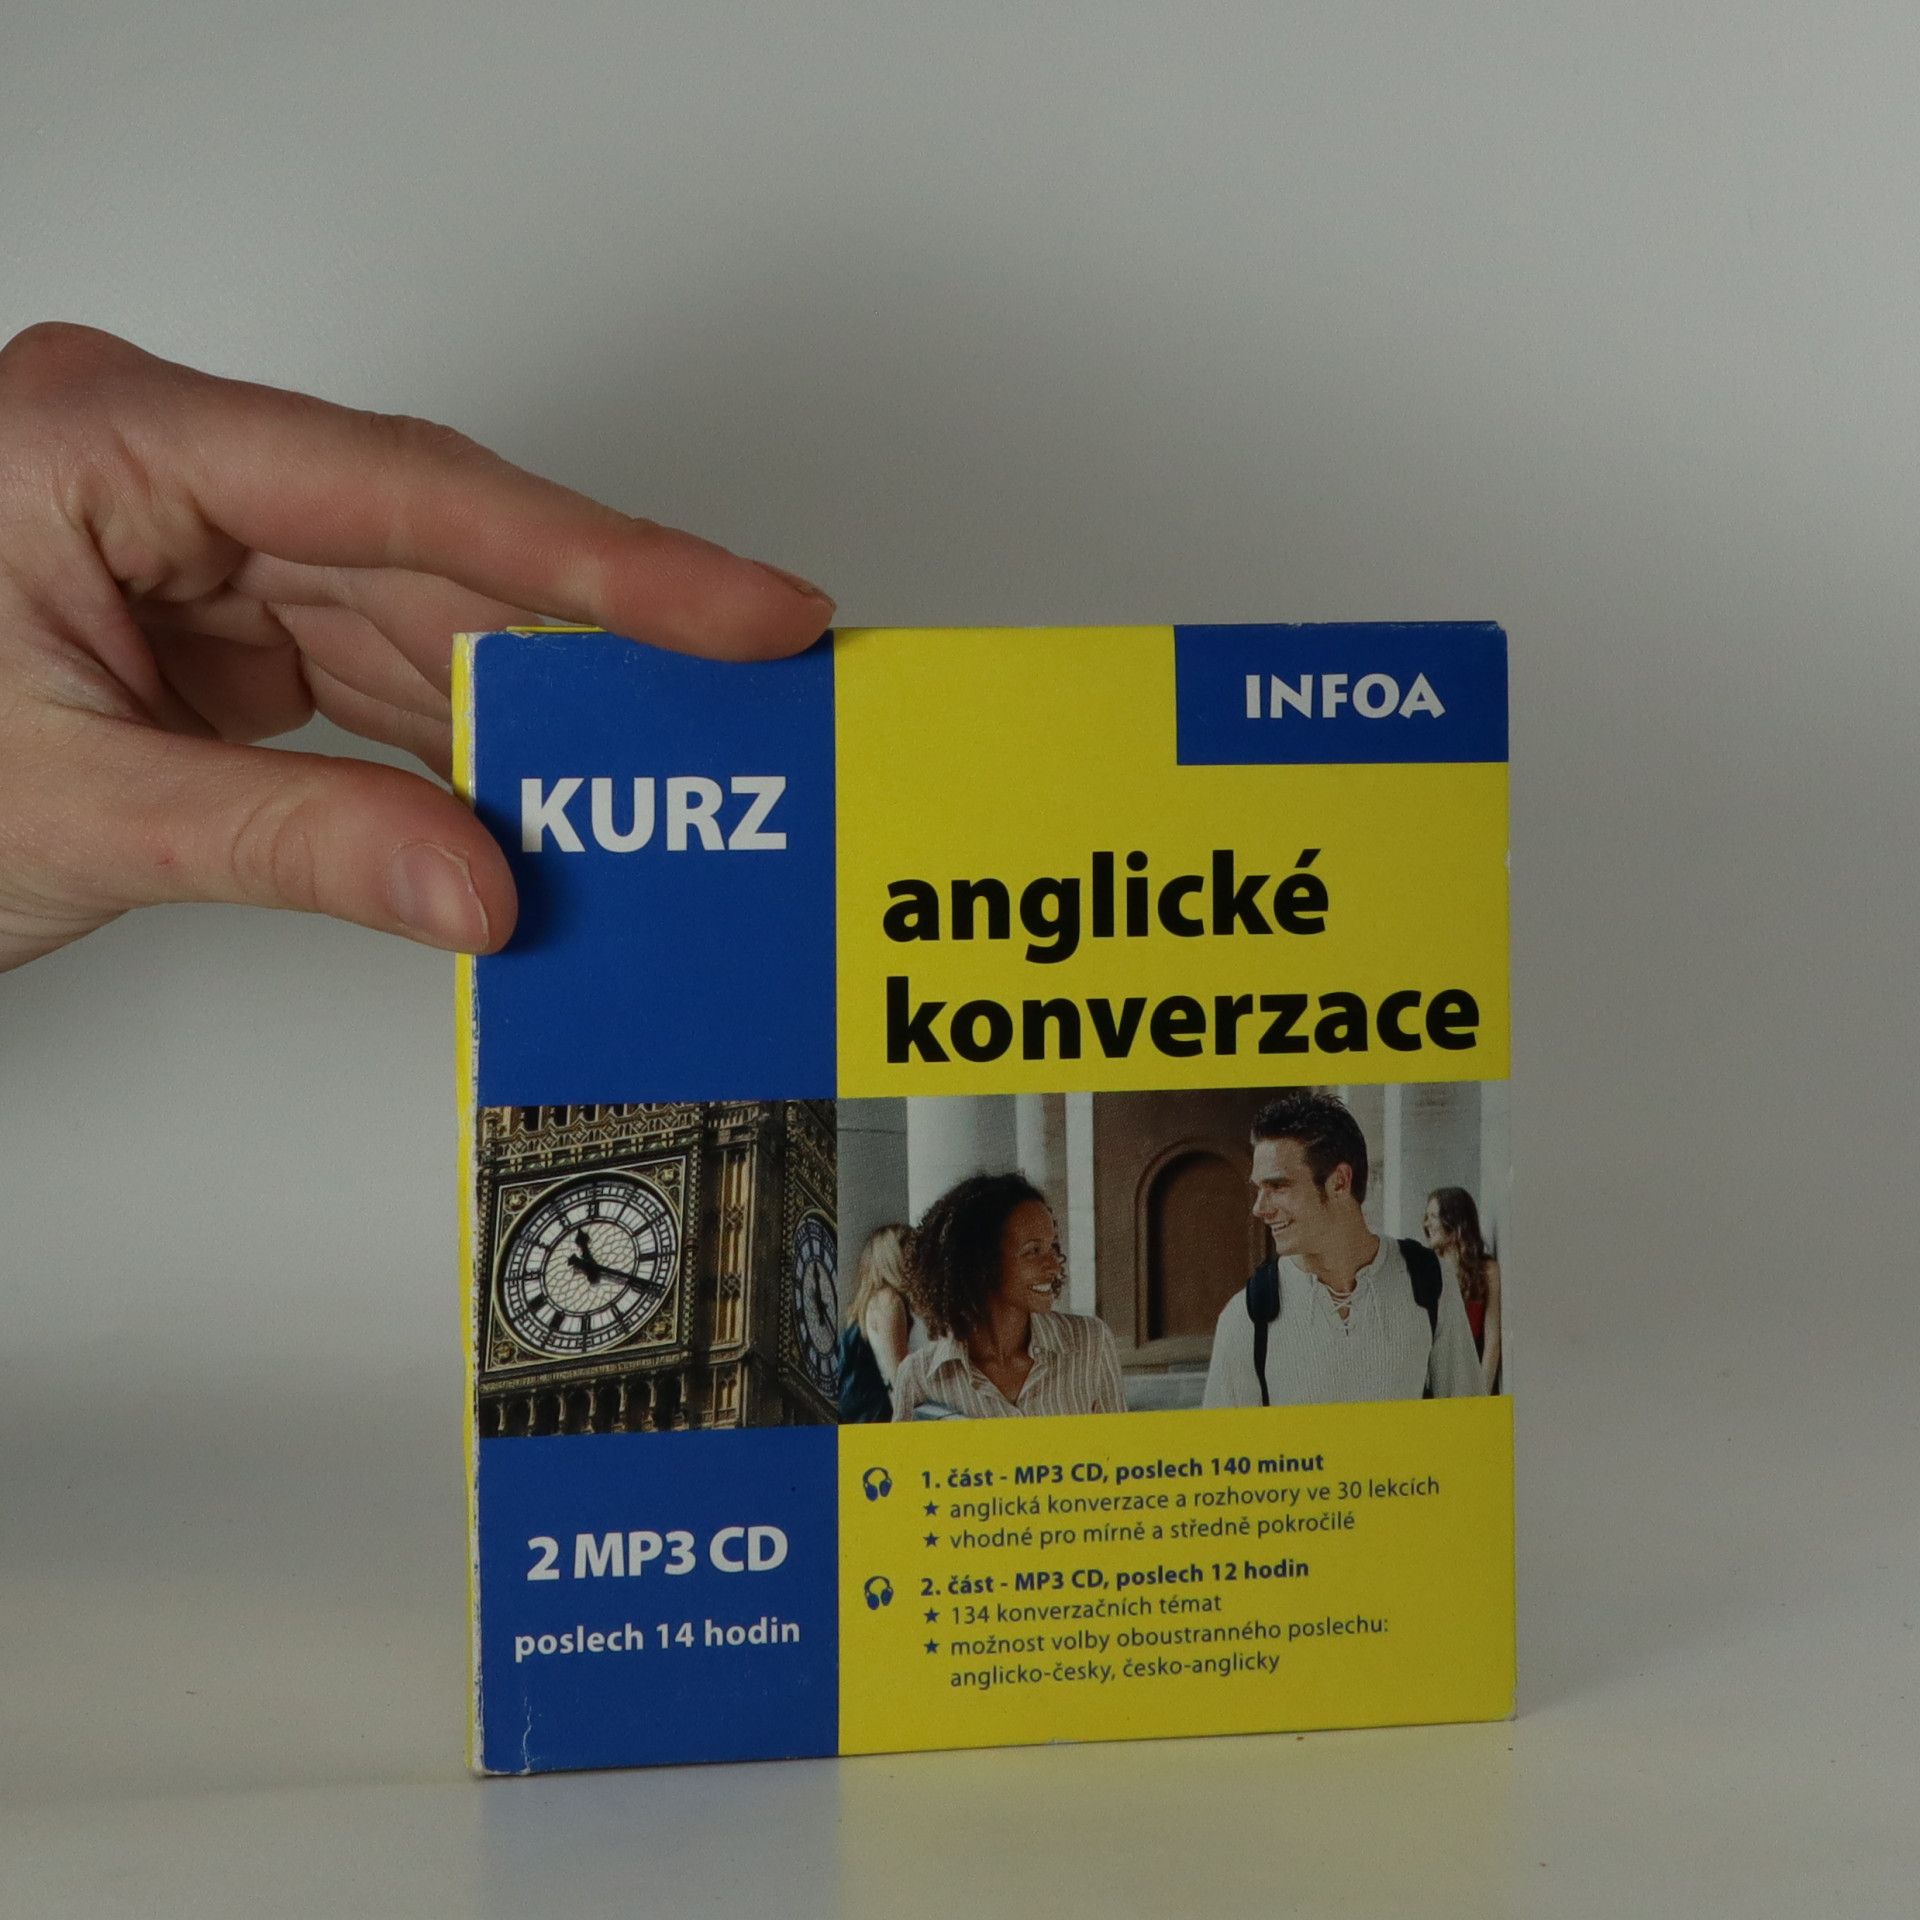 KURZ
INFOA
anglické
konverzace
2 MP3 CD
poslech 14 hodin
1. část - MP3 CD, poslech 140 minut
★ anglická konverzace a rozhovory ve 30 lekcích
★ vhodné pro mírně a středně pokročilé
2. část - MP3 CD, poslech 12 hodin
★ 134 konverzačních témat
★ možnost volby oboustranného poslechu:
anglicko-česky, česko-anglicky